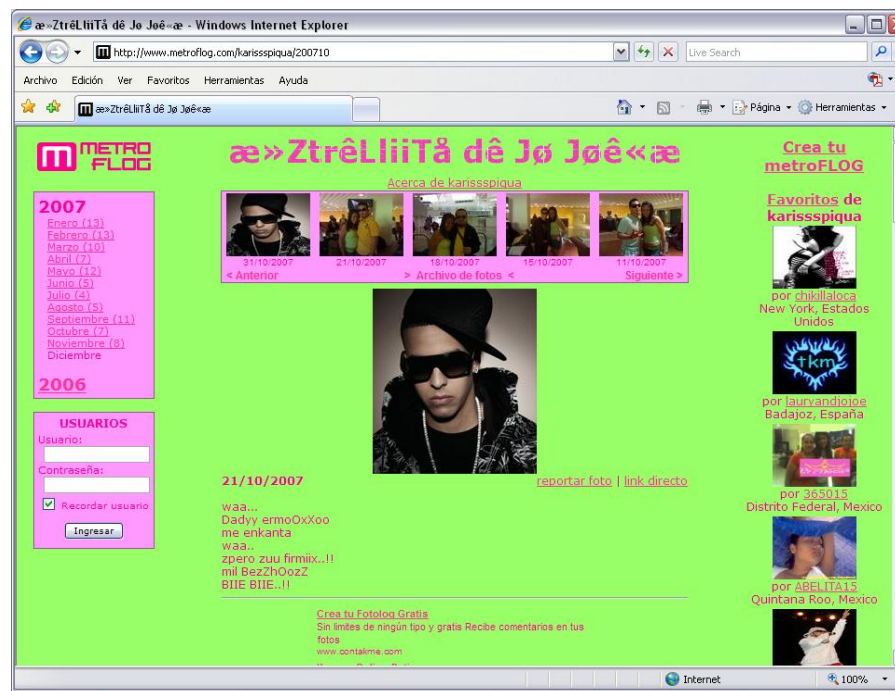 æ»ZtrêLliiTå dê Jø Jøê«æ - Windows Internet Explorer
http://www.metroflog.com/karissspiqua/200710
Live Search
Archivo Edición Ver Favoritos Herramientas Ayuda
æ»ZtrêLliiTå dê Jø Jøê«æ
Página
Herramientas
METRO
FLOG
2007
Enero (13)
Febrero (13)
Marzo (10)
Abril (7)
Mayo (12)
Junio (5)
Julio (4)
Agosto (5)
Septiembre (11)
Octubre (7)
Noviembre (8)
Diciembre
2006
USUARIOS
Usuario:
Contraseña:
Recordar usuario
Ingresar
æ»ZtrêLliiTå dê Jø Jøê«æ
Acerca de karissspiqua
31/10/2007 21/10/2007 18/10/2007 15/10/2007 11/10/2007
< Anterior > Archivo de fotos < Siguiente >
21/10/2007 reportar foto | link directo
waa...
Dadyy ermoOxXoo
me enkanta
waa..
zpero zuu firmiix..!!
mil BezZhOozZ
BIIE BIIE..!!
Crea tu Fotolog Gratis
Sin limites de ningún tipo y gratis Recibe comentarios en tus
fotos
www.contakme.com
Crea tu
metroFLOG
Favoritos de
karissspiqua
por chikillaloca
New York, Estados
Unidos
tkm
por laurvandjojoe
Badajoz, España
por 365015
Distrito Federal, Mexico
por ABELITA15
Quintana Roo, Mexico
Internet
100%